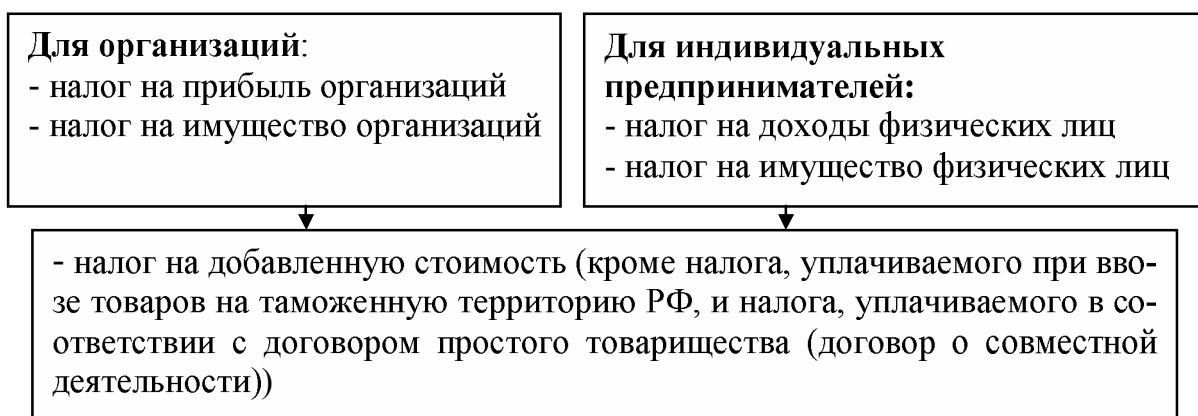 Для организаций:
- налог на прибыль организаций
- налог на имущество организаций
Для индивидуальных
предпринимателей:
- налог на доходы физических лиц
- налог на имущество физических лиц
- налог на добавленную стоимость (кроме налога, уплачиваемого при вво-
зе товаров на таможенную территорию РФ, и налога, уплачиваемого в со-
ответствии с договором простого товарищества (договор о совместной
деятельности))